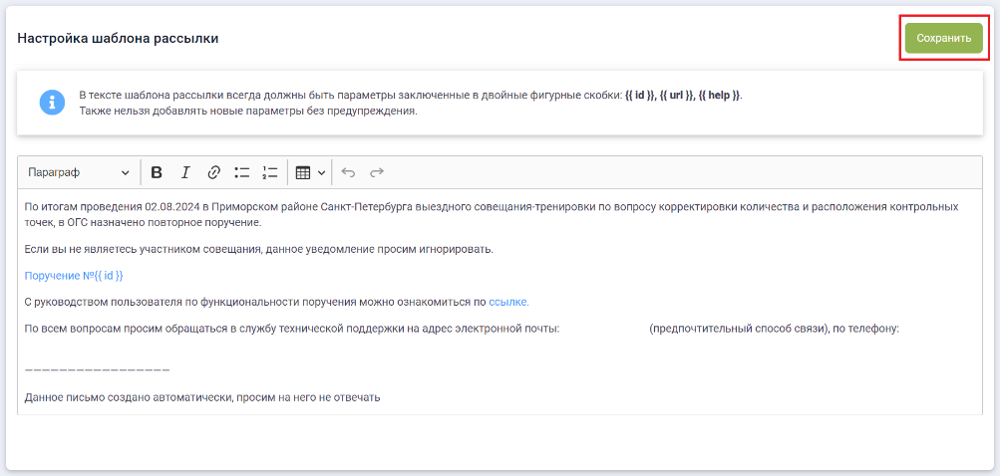 Настройка шаблона рассылки
Сохранить
В тексте шаблона рассылки всегда должны быть параметры заключенные в двойные фигурные скобки: {{ id }}, {{ url }}, {{ help }}.
Также нельзя добавлять новые параметры без предупреждения.
Параграф
По итогам проведения 02.08.2024 в Приморском районе Санкт-Петербурга выездного совещания-тренировки по вопросу корректировки количества и расположения контрольных
точек, в ОГС назначено повторное поручение.
Если вы не являетесь участником совещания, данное уведомление просим игнорировать.
Поручение №{{ id }}
С руководством пользователя по функциональности поручения можно ознакомиться по ссылке.
По всем вопросам просим обращаться в службу технической поддержки на адрес электронной почты: (предпочтительный способ связи), по телефону:
—————————————————
Данное письмо создано автоматически, просим на него не отвечать